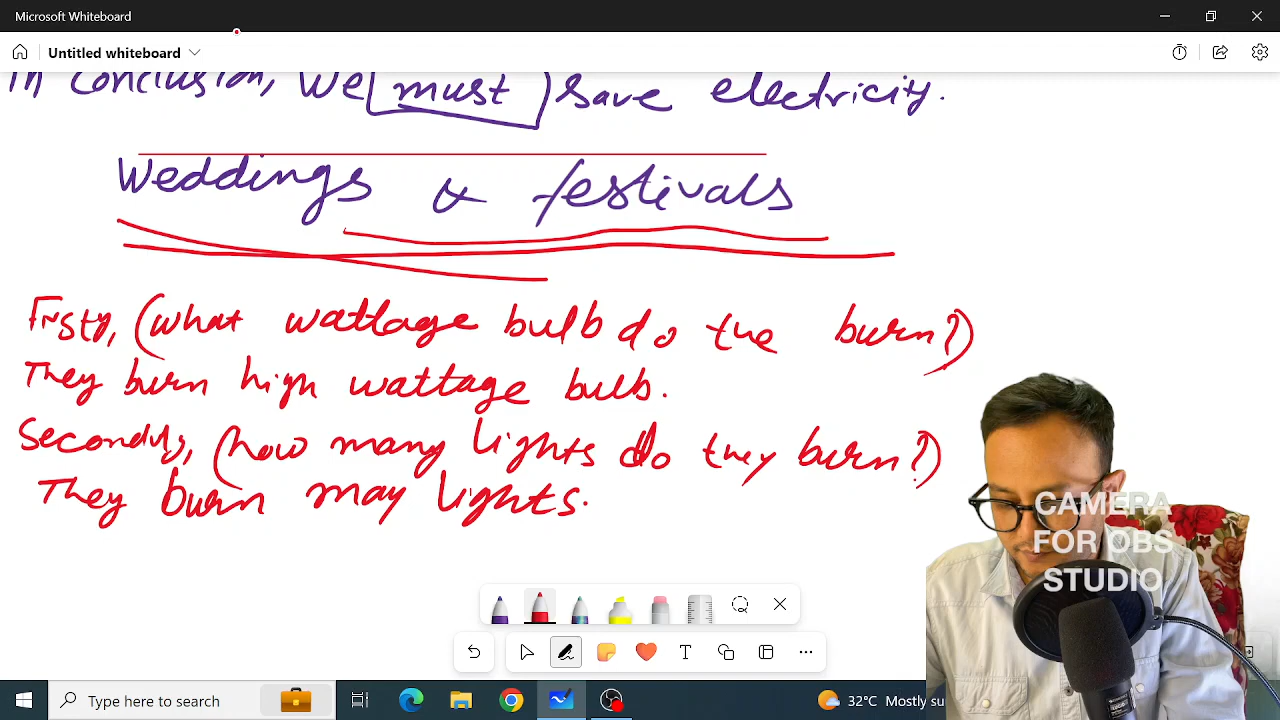 Microsoft Whiteboard
Untitled whiteboard
In conclusion, we must save electricity.
Weddings & festivals
Firsty, (what wattage bulb do the burn?)
They burn high wattage bulb.
Secondly, (how many lights do they burn?)
They burn may lights.
CAMERA
FOR OBS
STUDIO
T
Type here to search
32°C Mostly su